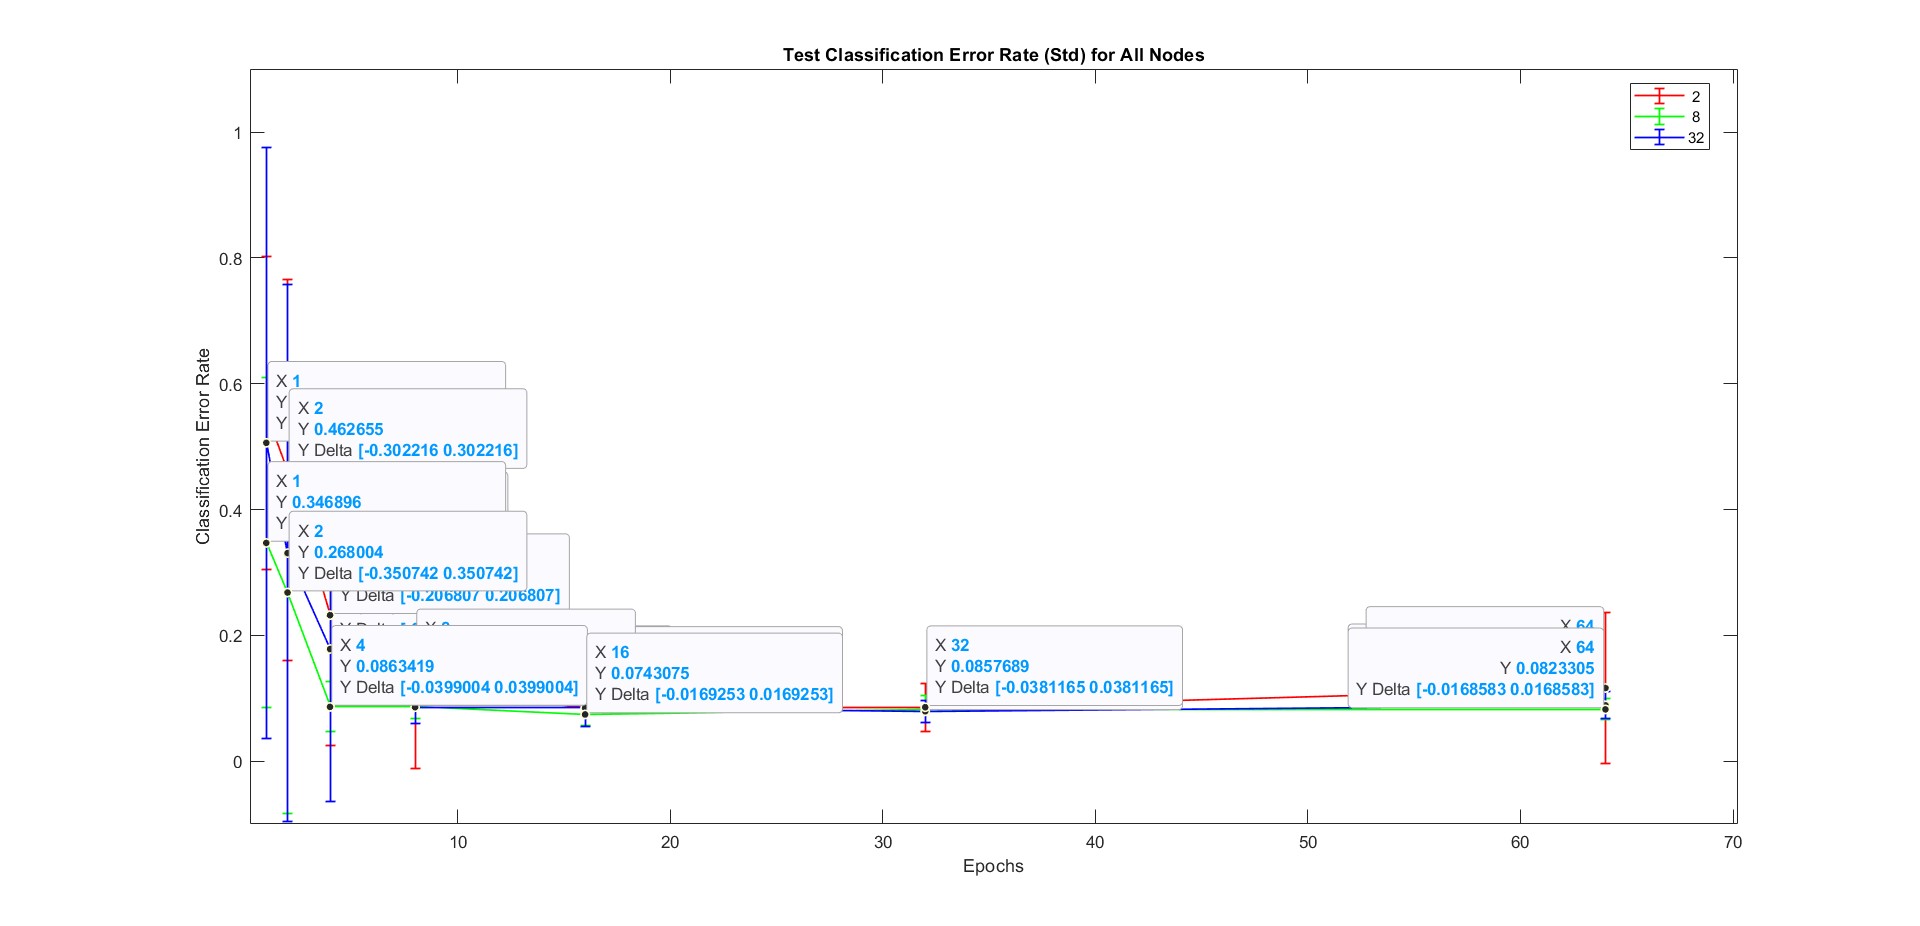 Test Classification Error Rate (Std) for All Nodes
2
8
32
Classification Error Rate
1
0.8
0.6
0.4
0.2
0
X 1
Y
Y
X 2
Y 0.462655
Y Delta [-0.302216 0.302216]
X 1
Y 0.346896
Y
X 2
Y 0.268004
Y Delta [-0.350742 0.350742]
Y Delta [-0.206807 0.206807]
X 4
Y 0.0863419
Y Delta [-0.0399004 0.0399004]
X 16
Y 0.0743075
Y Delta [-0.0169253 0.0169253]
X 32
Y 0.0857689
Y Delta [-0.0381165 0.0381165]
X 64
X 64
Y 0.0823305
Y Delta [-0.0168583 0.0168583]
10 20 30 40 50 60 70
Epochs